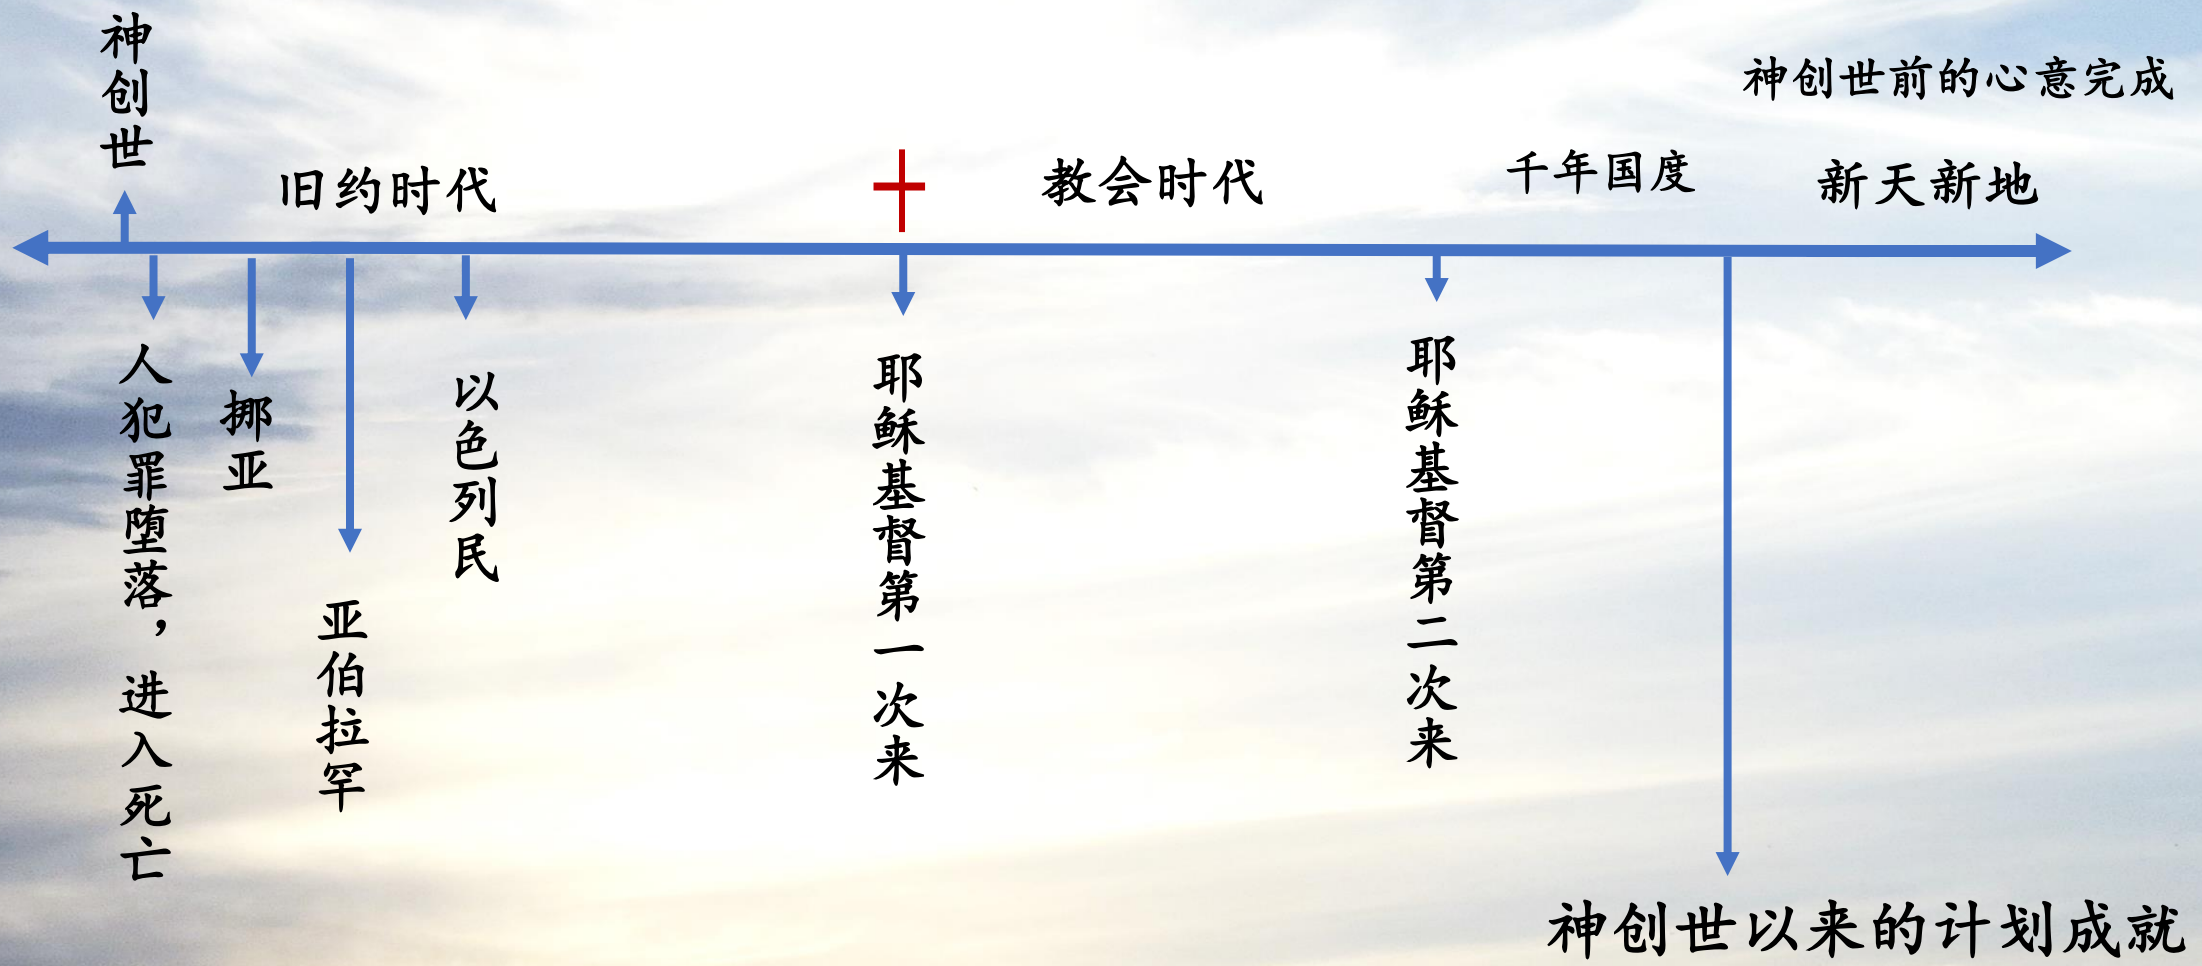 神创世
神创世前的心意完成
旧约时代
教会时代
千年国度
新天新地
人犯罪堕落，进入死亡
挪亚
亚伯拉罕
以色列民
耶稣基督第一次来
耶稣基督第二次来
神创世以来的计划成就